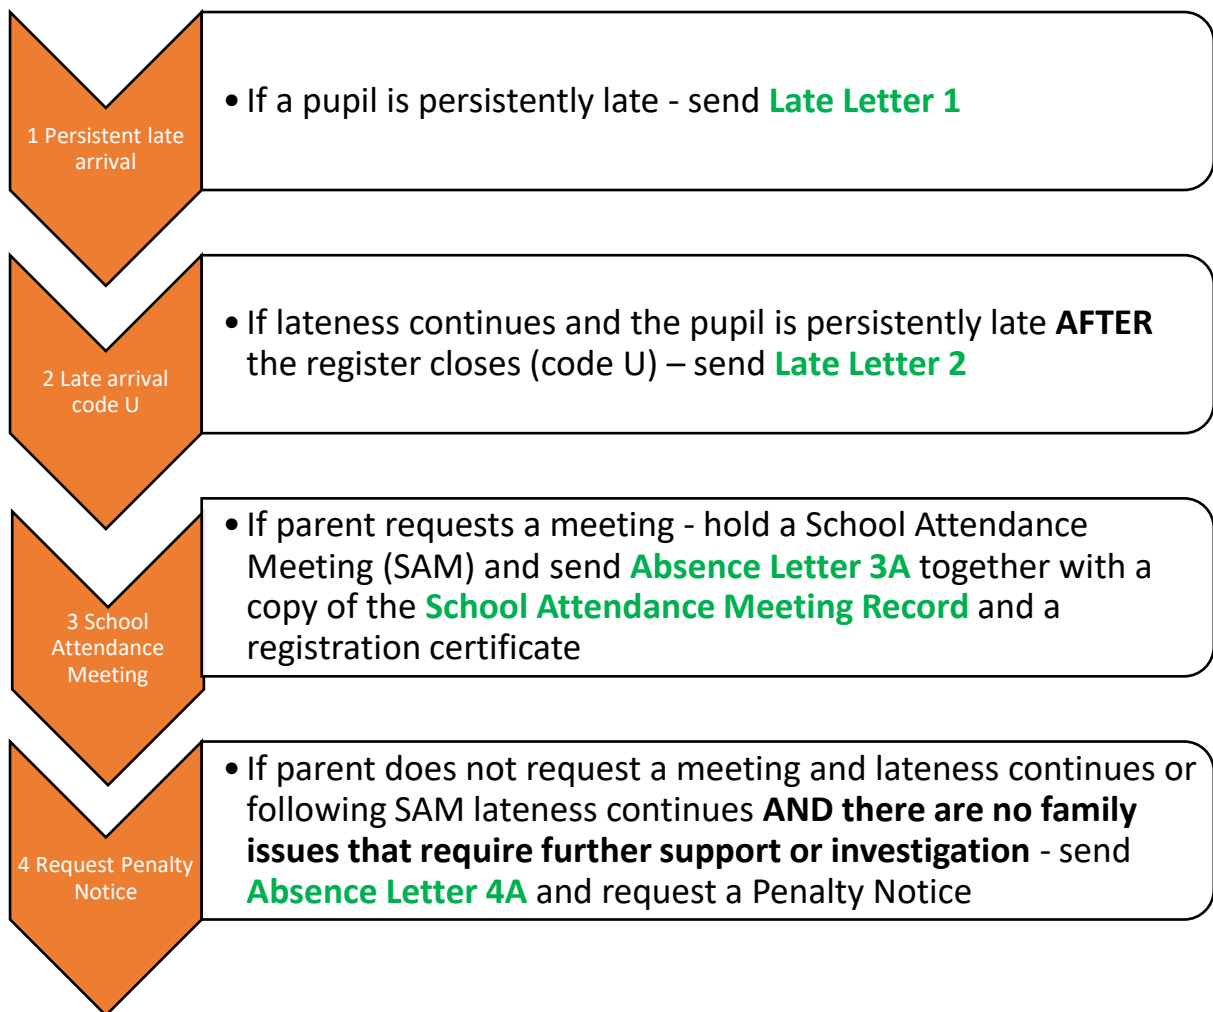 1 Persistent late
arrival
• If a pupil is persistently late - send Late Letter 1
2 Late arrival
code U
• If lateness continues and the pupil is persistently late AFTER
the register closes (code U) – send Late Letter 2
3 School
Attendance
Meeting
• If parent requests a meeting - hold a School Attendance
Meeting (SAM) and send Absence Letter 3A together with a
copy of the School Attendance Meeting Record and a
registration certificate
4 Request Penalty
Notice
• If parent does not request a meeting and lateness continues or
following SAM lateness continues AND there are no family
issues that require further support or investigation - send
Absence Letter 4A and request a Penalty Notice